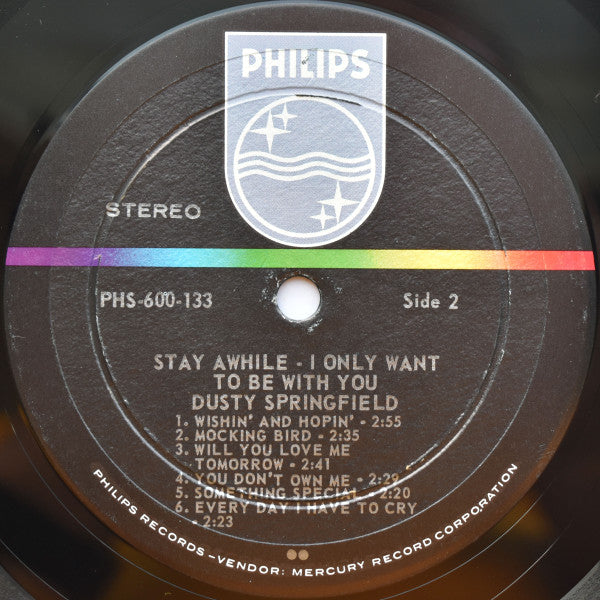 PHILIPS
STEREO
PHS-600-133
Side 2
STAY AWHILE - I ONLY WANT
TO BE WITH YOU
DUSTY SPRINGFIELD
1. WISHIN' AND HOPIN' • 2:55
2. MOCKING BIRD • 2:35
3. WILL YOU LOVE ME
TOMORROW • 2:41
4. YOU DON'T OWN ME • 2:29
5. SOMETHING SPECIAL • 2:20
6. EVERY DAY I HAVE TO CRY
• 2:23
PHILIPS RECORDS –VENDOR: MERCURY RECORD CORPORATION